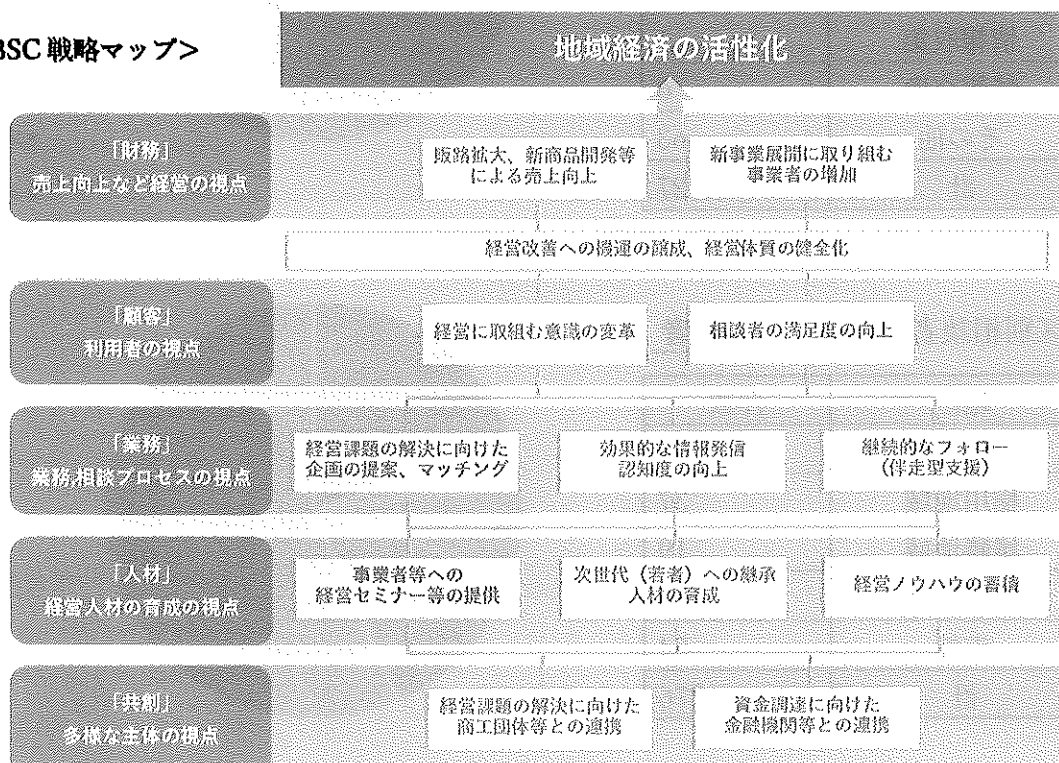 BSC 戦略マップ>
地域経済の活性化
「財務」
売上向上など経営の視点
販路拡大、新商品開発等
による売上向上
新事業展開に取り組む
事業者の増加
経営改善への機運の醸成、経営体質の健全化
「顧客」
利用者の視点
経営に取組む意識の変革
相談者の満足度の向上
「業務」
業務,相談プロセスの視点
経営課題の解決に向けた
企画の提案、マッチング
効果的な情報発信
認知度の向上
継続的なフォロー
(伴走型支援)
「人材」
経営人材の育成の視点
事業者等への
経営セミナー等の提供
次世代(若者)への継承
人材の育成
経営ノウハウの蓄積
「共創」
多様な主体の視点
経営課題の解決に向けた
商工団体等との連携
資金調達に向けた
金融機関等との連携